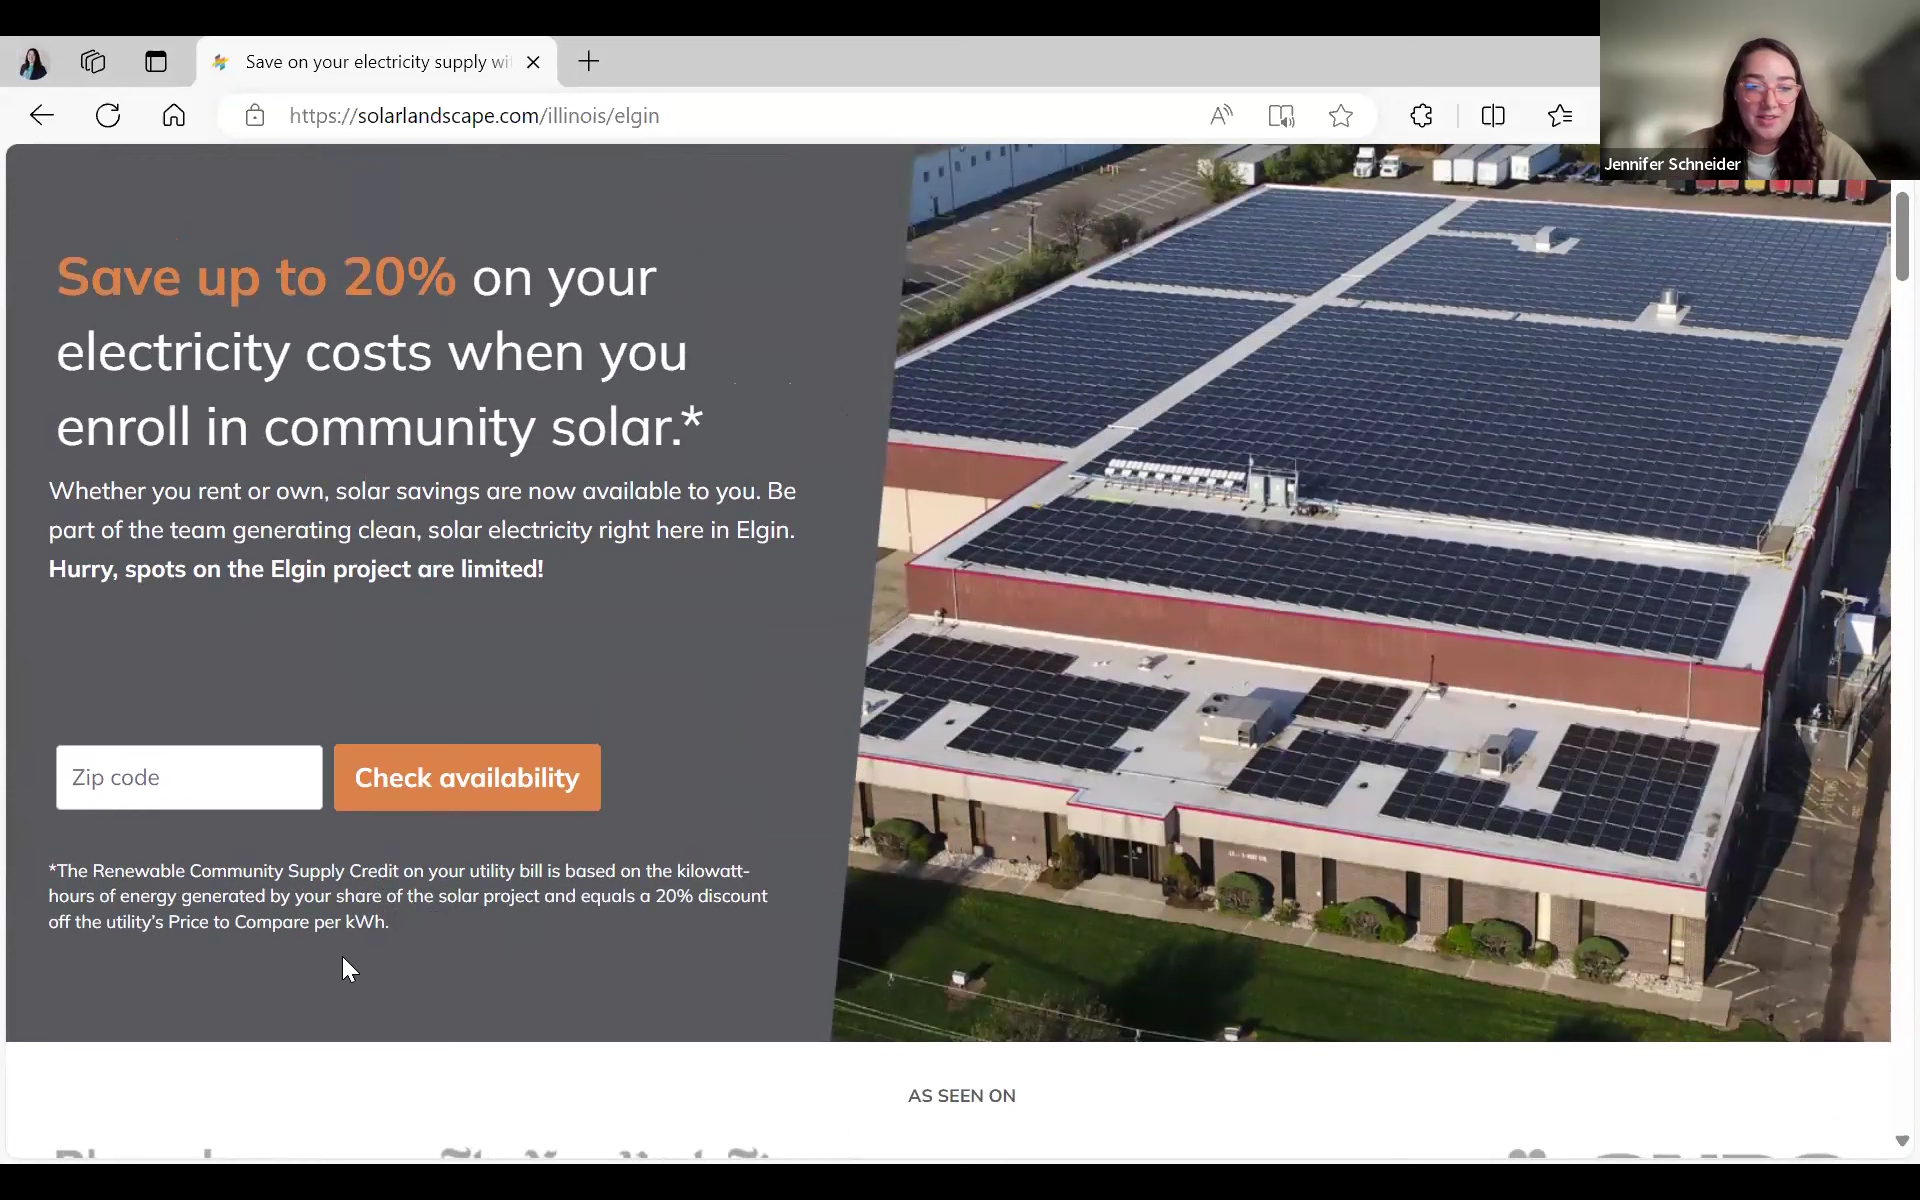 Save on your electricity supply wi
https://solarlandscape.com/illinois/elgin
Jennifer Schneider
Save up to 20% on your
electricity costs when you
enroll in community solar.*
Whether you rent or own, solar savings are now available to you. Be
part of the team generating clean, solar electricity right here in Elgin.
Hurry, spots on the Elgin project are limited!
Zip code
Check availability
*The Renewable Community Supply Credit on your utility bill is based on the kilowatt-
hours of energy generated by your share of the solar project and equals a 20% discount
off the utility's Price to Compare per kWh.
AS SEEN ON